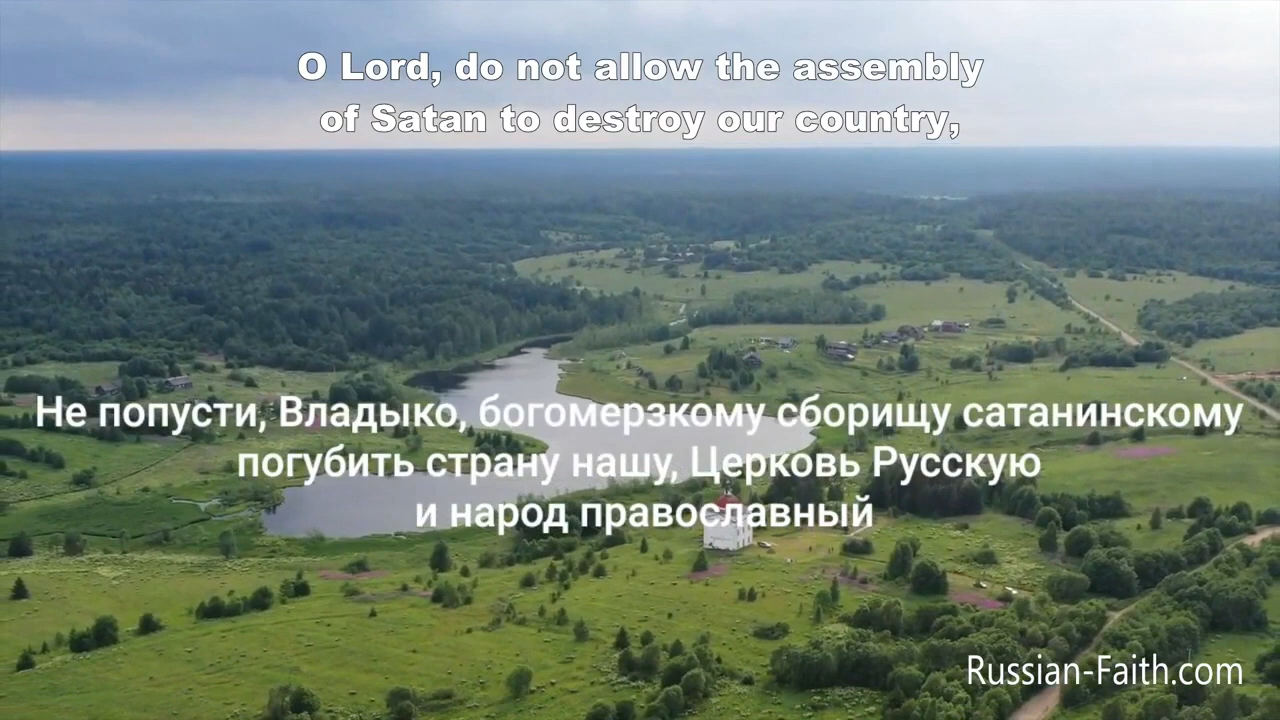 O Lord, do not allow the assembly
of Satan to destroy our country,
Не попусти, Владыко, богомерзкому сборищу сатанинскому
погубить страну нашу, Церковь Русскую
и народ православный
Russian-Faith.com